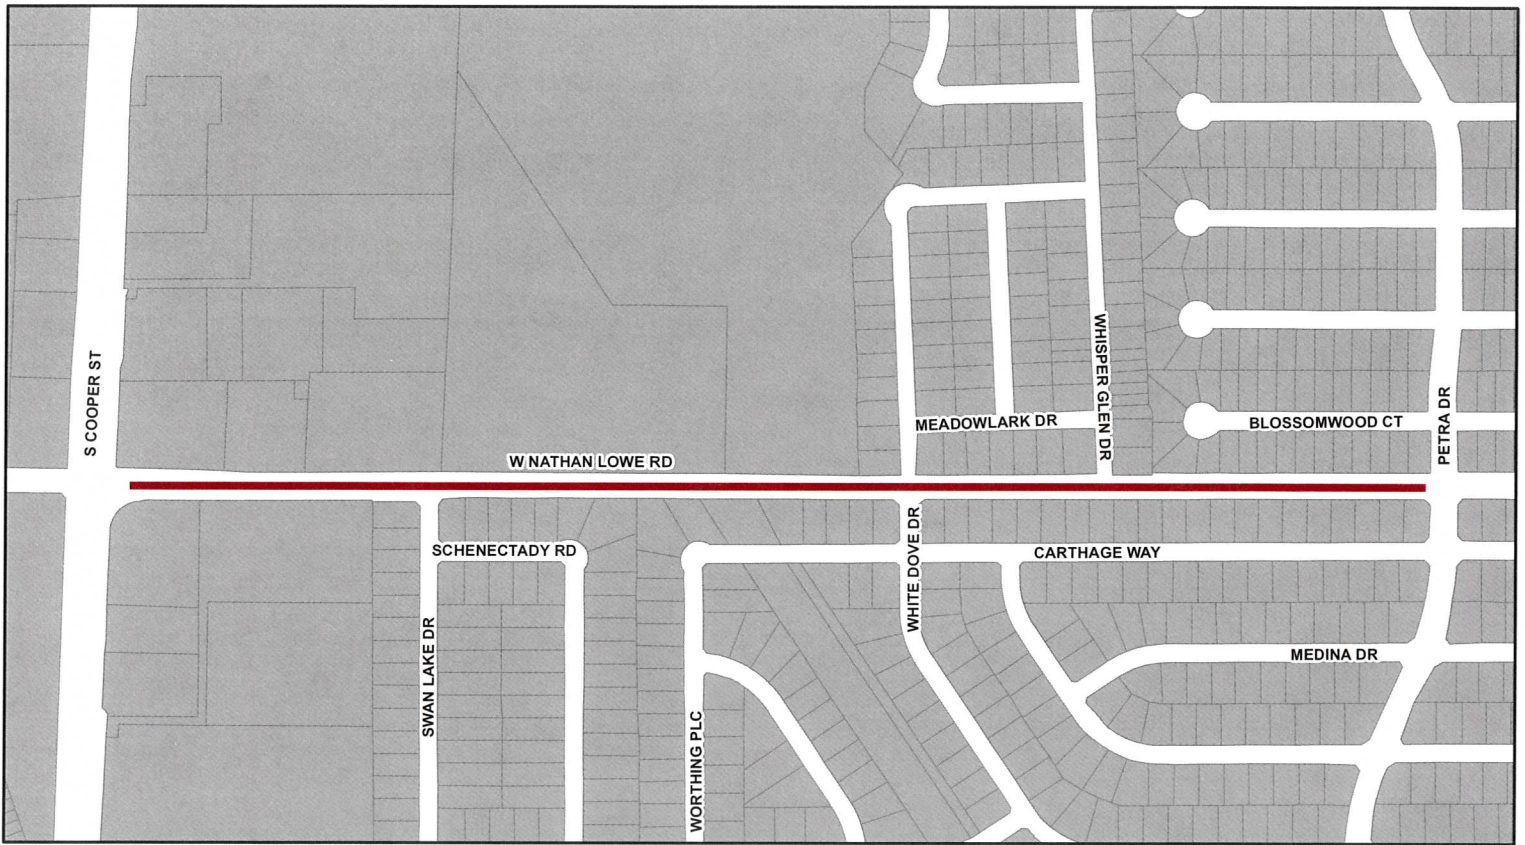 S COOPER ST
WHISPER GLEN DR
PETRA DR
MEADOWLARK DR
BLOSSOMWOOD CT
W NATHAN LOWE RD
SCHENECTADY RD
WHITE DOVE DR
CARTHAGE WAY
SWAN LAKE DR
MEDINA DR
WORTHING PLC